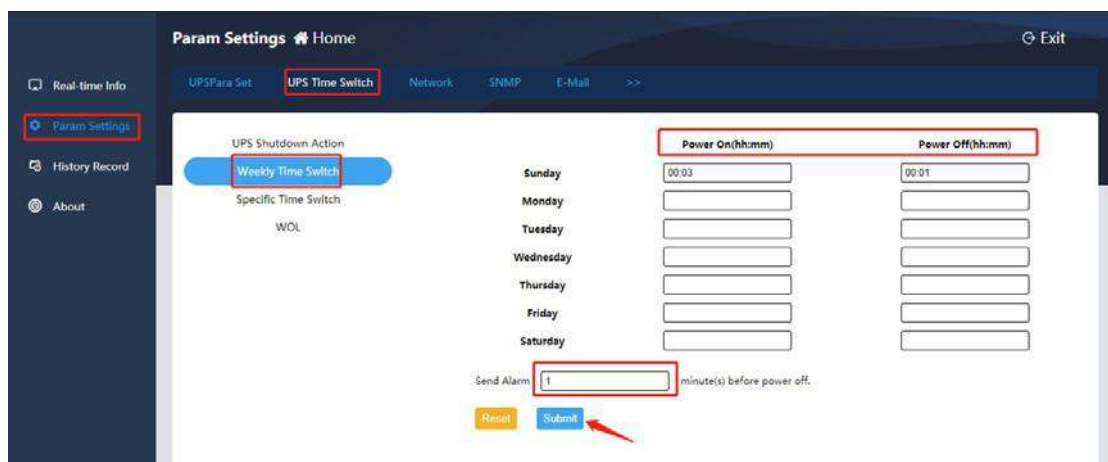 Param Settings Home
Exit
Real-time Info
Param Settings
History Record
About
UPSPara Set UPS Time Switch Network SNMP E-Mail >>
UPS Shutdown Action
Weekly Time Switch
Specific Time Switch
WOL
Power On(hh:mm) Power Off(hh:mm)
Sunday 00:03 00:01
Monday
Tuesday
Wednesday
Thursday
Friday
Saturday
Send Alarm 1 minute(s) before power off.
Reset Submit